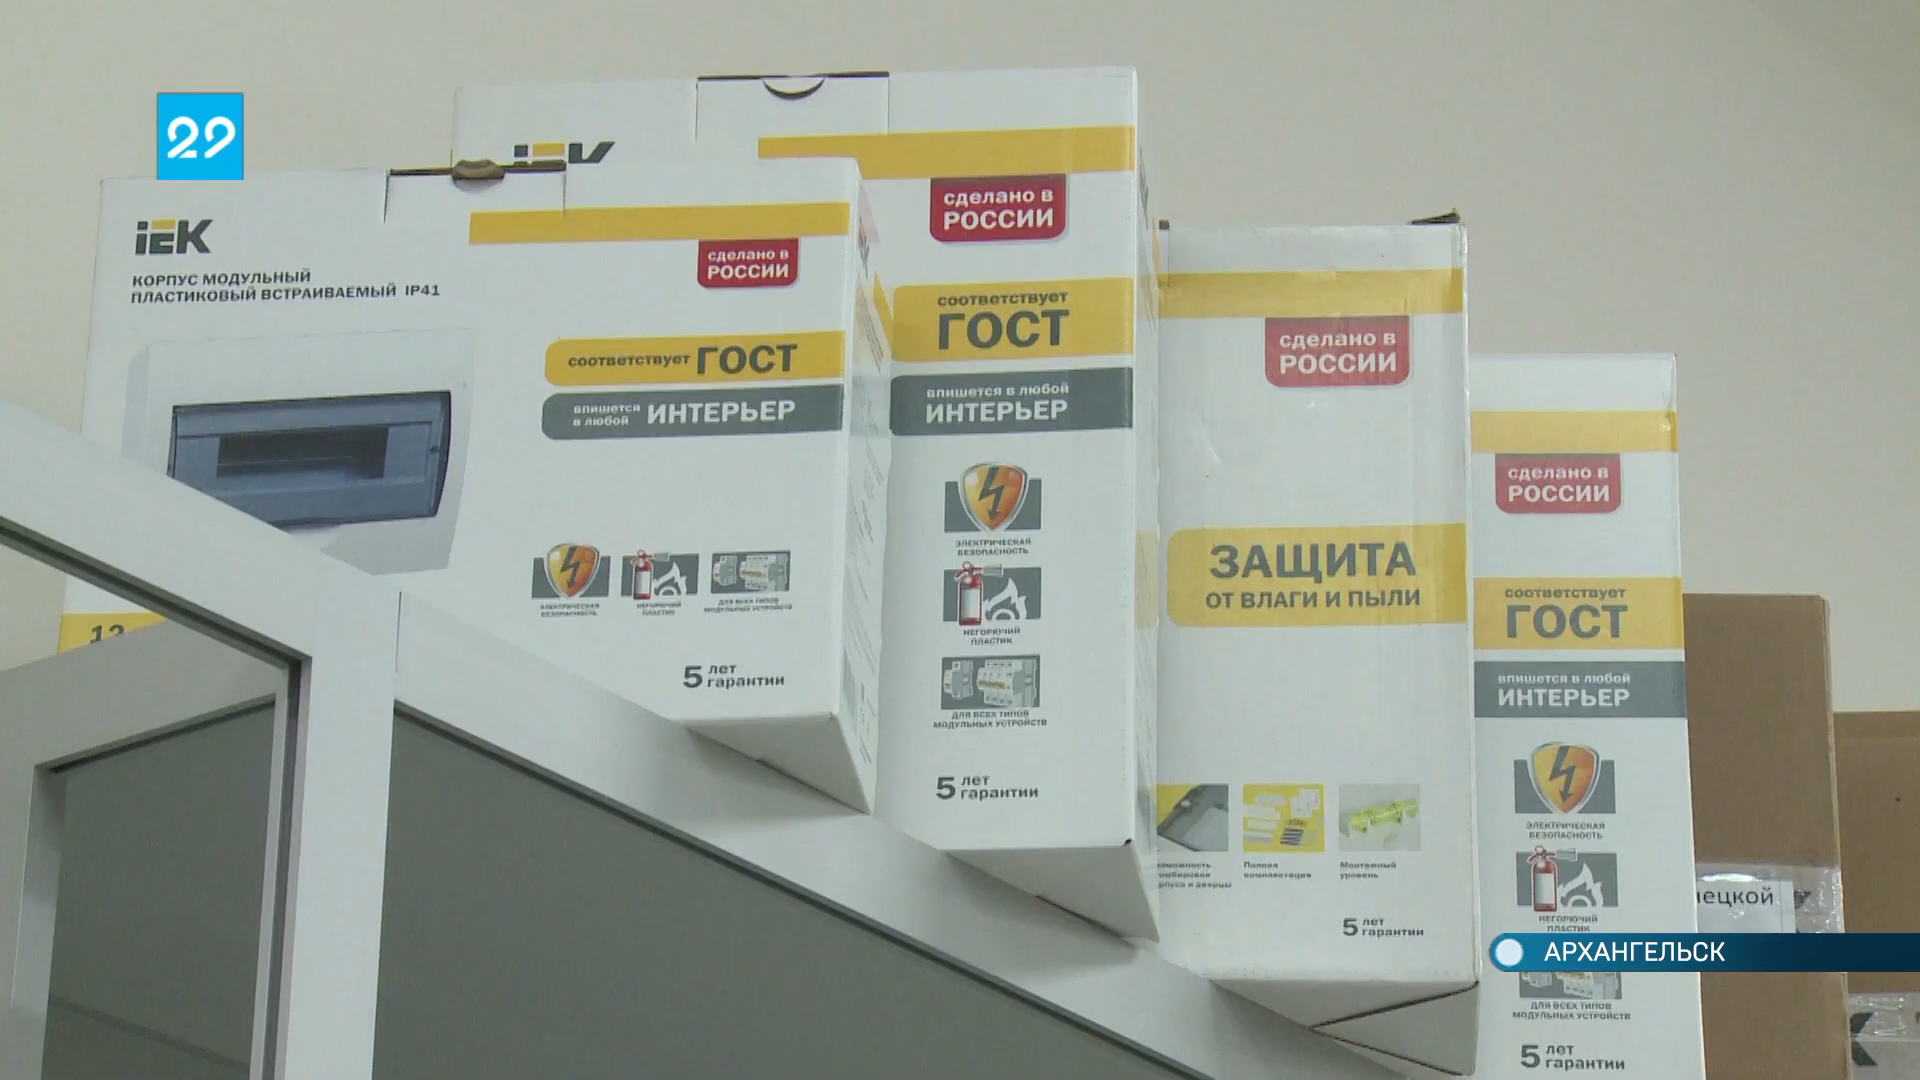 29
IEK
КОРПУС МОДУЛЬНЫЙ
ПЛАСТИКОВЫЙ ВСТРАИВАЕМЫЙ IP41
12
сделано в
РОССИИ
соответствует ГОСТ
впишется
в любой ИНТЕРЬЕР
ЭЛЕКТРИЧЕСКАЯ
БЕЗОПАСНОСТЬ
НЕГОРЮЧИЙ
ПЛАСТИК
ДЛЯ ВСЕХ ТИПОВ
МОДУЛЬНЫХ УСТРОЙСТВ
5 лет
гарантии
IEK
сделано в
РОССИИ
соответствует
ГОСТ
впишется в любой
ИНТЕРЬЕР
ЭЛЕКТРИЧЕСКАЯ
БЕЗОПАСНОСТЬ
НЕГОРЮЧИЙ
ПЛАСТИК
ДЛЯ ВСЕХ ТИПОВ
МОДУЛЬНЫХ УСТРОЙСТВ
5 лет
гарантии
сделано в
РОССИИ
ЗАЩИТА
ОТ ВЛАГИ И ПЫЛИ
Полная
комплектация
Монтажный
уровень
5 лет
гарантии
сделано в
РОССИИ
соответствует
ГОСТ
впишется в любой
ИНТЕРЬЕР
ЭЛЕКТРИЧЕСКАЯ
БЕЗОПАСНОСТЬ
НЕГОРЮЧИЙ
ПЛАСТИК
ДЛЯ ВСЕХ ТИПОВ
МОДУЛЬНЫХ УСТРОЙСТВ
5 лет
гарантии
нецкой
АРХАНГЕЛЬСК